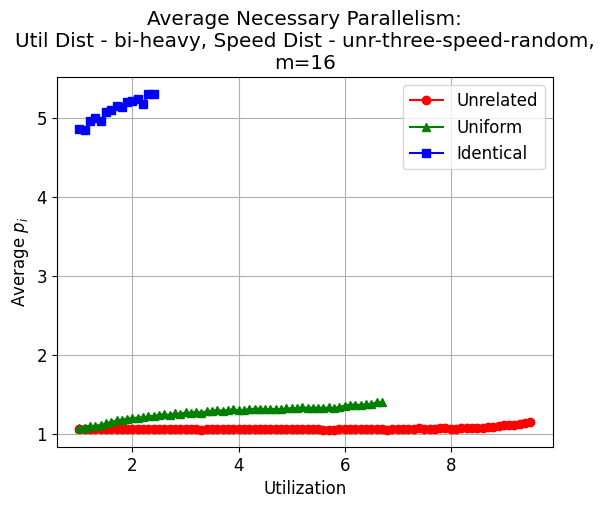 Average Necessary Parallelism:
Util Dist - bi-heavy, Speed Dist - unr-three-speed-random,
m=16
Unrelated
Uniform
Identical
Average p_i
5
4
3
2
1
2
4
6
8
Utilization